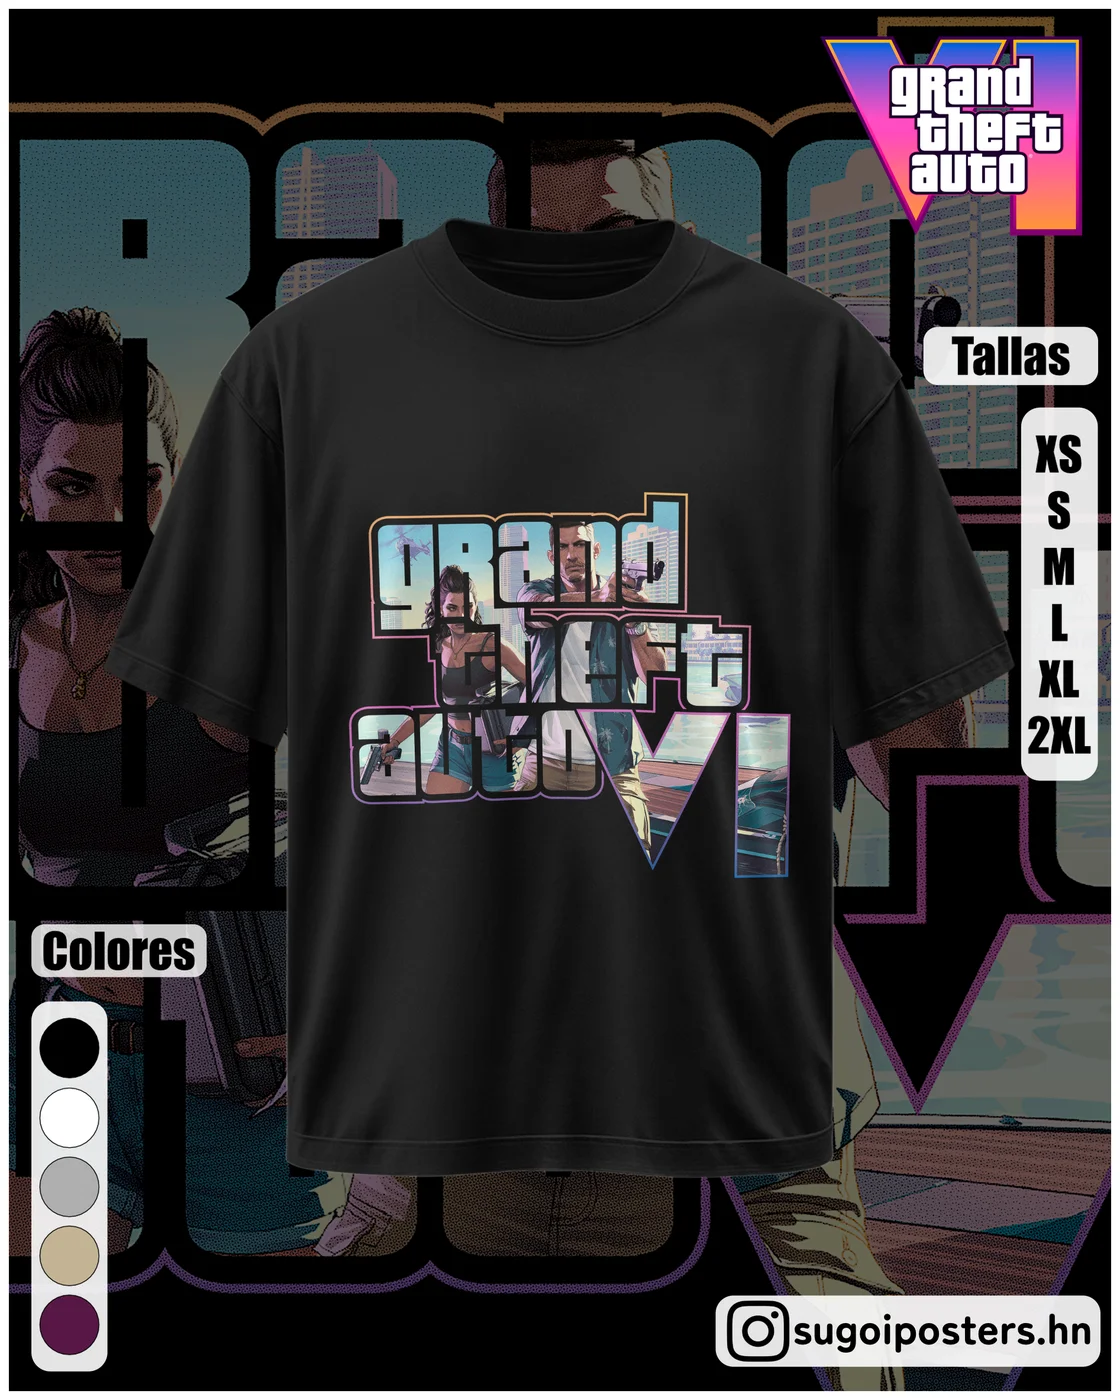 grand
theft
auto
VI
Tallas
XS
S
M
L
XL
2XL
grand
theft
auto VI
Colores
sugoiposters.hn